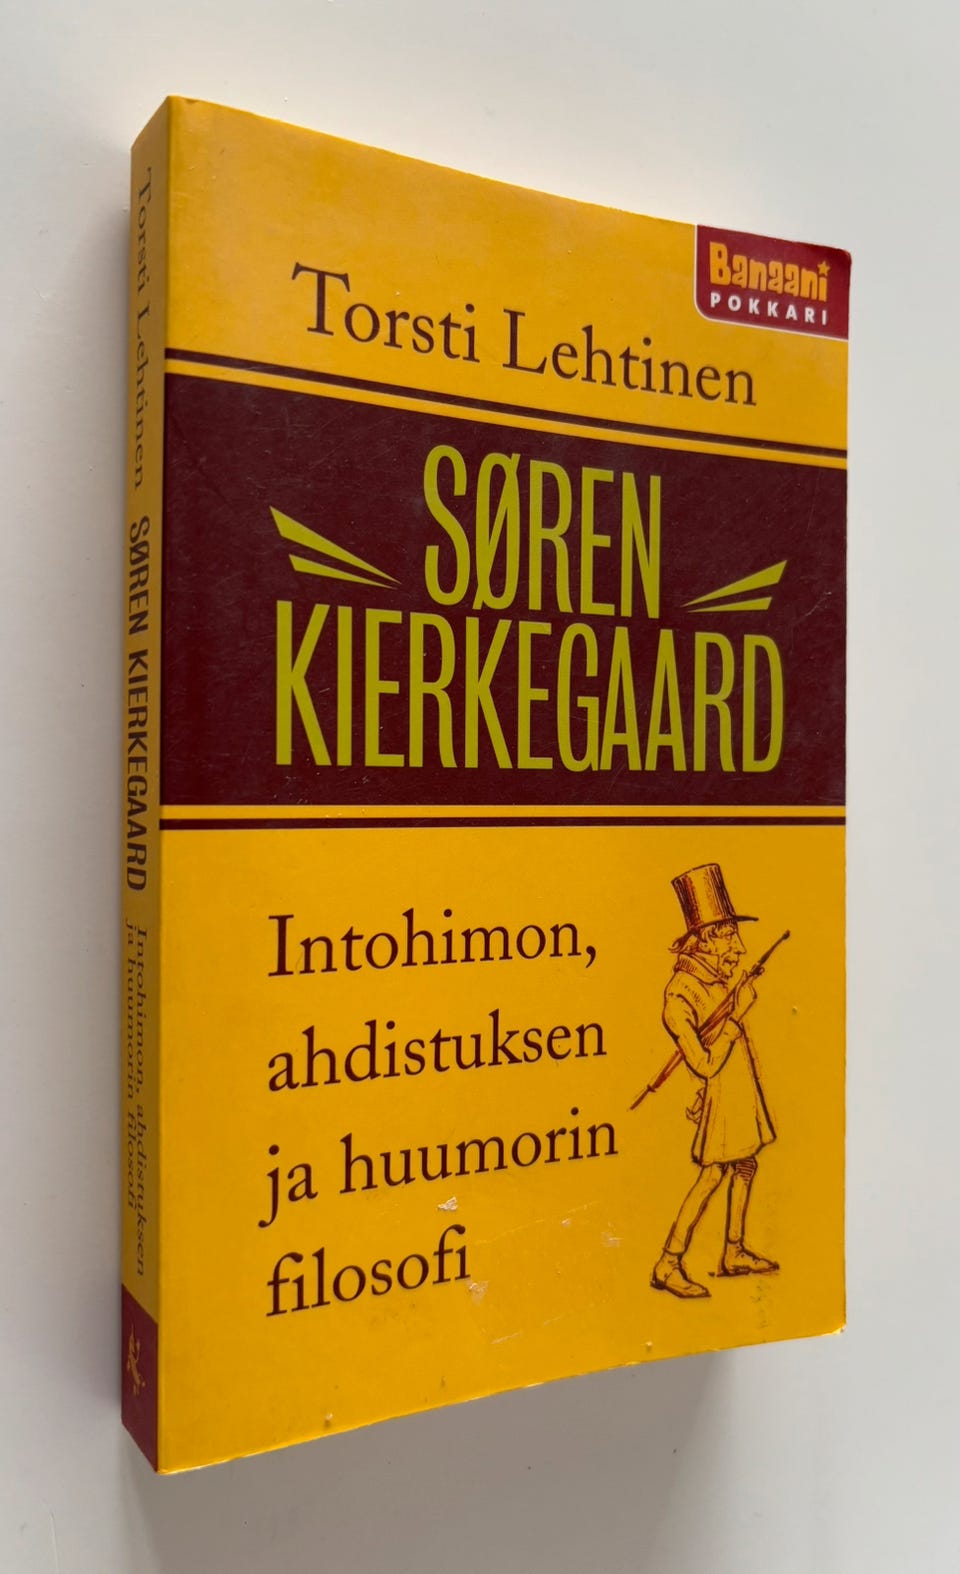 Banaani
POKKARI
Torsti Lehtinen
SØREN
KIERKEGAARD
Intohimon,
ahdistuksen
ja huumorin
filosofi
Torsti Lehtinen SØREN KIERKEGAARD Intohimon, ahdistuksen
ja huumorin filosofi